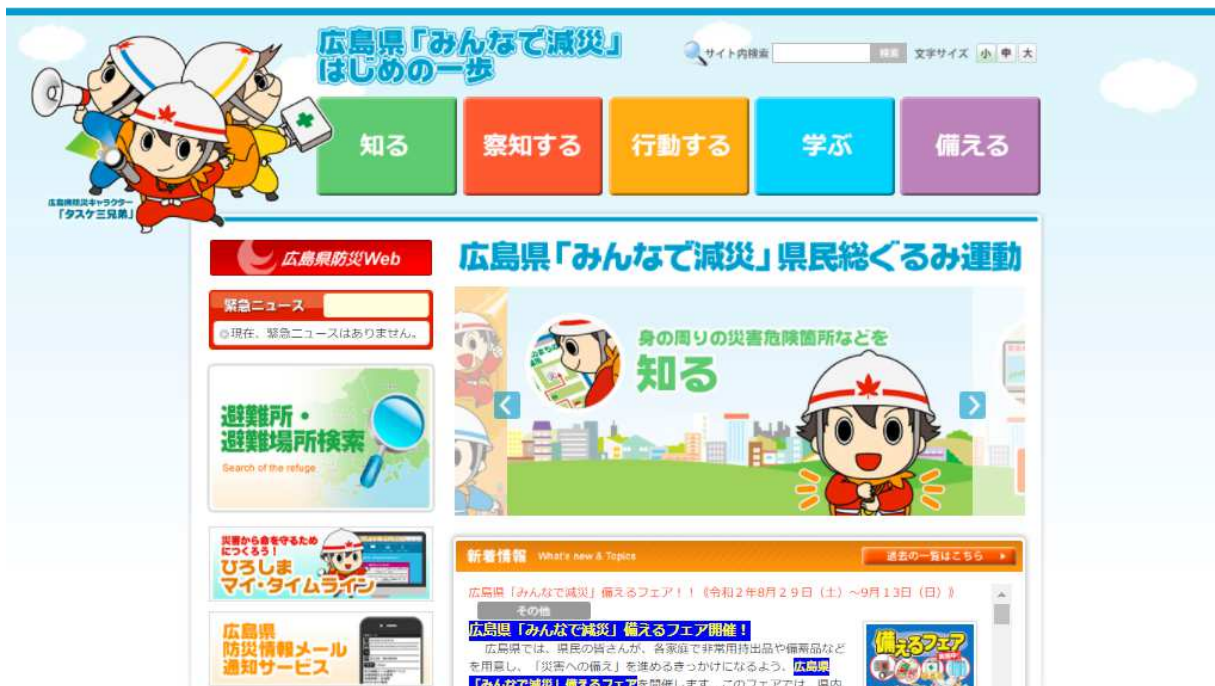 広島県「みんなで減災」
はじめの一歩
サイト内検索
検索
文字サイズ 小 中 大
知る
察知する
行動する
学ぶ
備える
広島県防災キャラクター
「タスケ三兄弟」
広島県防災Web
緊急ニュース
◎現在、緊急ニュースはありません。
避難所・
避難場所検索
Search of the refuge
災害から命を守るため
につくろう!
ひろしま
マイ・タイムライン
広島県
防災情報メール
通知サービス
広島県「みんなで減災」県民総ぐるみ運動
身の周りの災害危険箇所などを
知る
新着情報 What's new & Topics
過去の一覧はこちら
広島県「みんなで減災」備えるフェア!!《令和2年8月29日(土)~9月13日(日)》
その他
広島県「みんなで減災」備えるフェア開催!
広島県では、県民の皆さんが、各家庭で非常用持出品や備蓄品など
を用意し、「災害への備え」を進めるきっかけになるよう、広島県
「みんなで減災」備えるフェアを開催します。このフェアでは、県内
備えるフェア